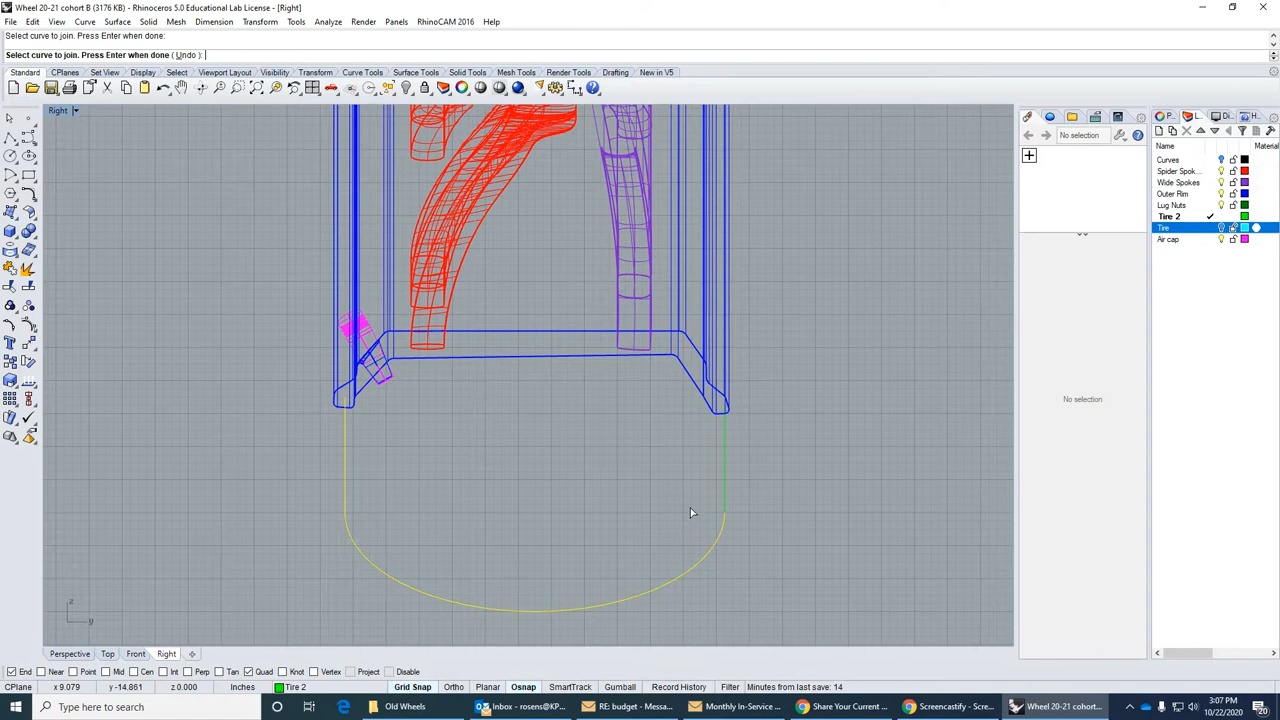 Wheel 20-21 cohort B (3176 KB) - Rhinoceros 5.0 Educational Lab License - [Right]
File Edit View Curve Surface Solid Mesh Dimension Transform Tools Analyze Render Panels RhinoCAM 2016 Help
Select curve to join. Press Enter when done:
Select curve to join. Press Enter when done ( Undo ):
Standard CPlanes Set View Display Select Viewport Layout Visibility Transform Curve Tools Surface Tools Solid Tools Mesh Tools Render Tools Drafting New in V5
Right
P... L... Di... H...
No selection
Name Material
Curves
Spider Spok...
Wide Spokes
Outer Rim
Lug Nuts
Tire 2
Tire
Air cap
No selection
z
y
Perspective Top Front Right
End Near Point Mid Cen Int Perp Tan Quad Knot Vertex Project Disable
CPlane x 9.079 y -14.861 z 0.000 Inches Tire 2 Grid Snap Ortho Planar Osnap SmartTrack Gumball Record History Filter Minutes from last save: 14
Type here to search
Old Wheels
Inbox - rosens@KP...
RE: budget - Messa...
Monthly In-Service ...
Share Your Current ...
Screencastify - Scre...
Wheel 20-21 cohort...
3:07 PM
10/22/2020